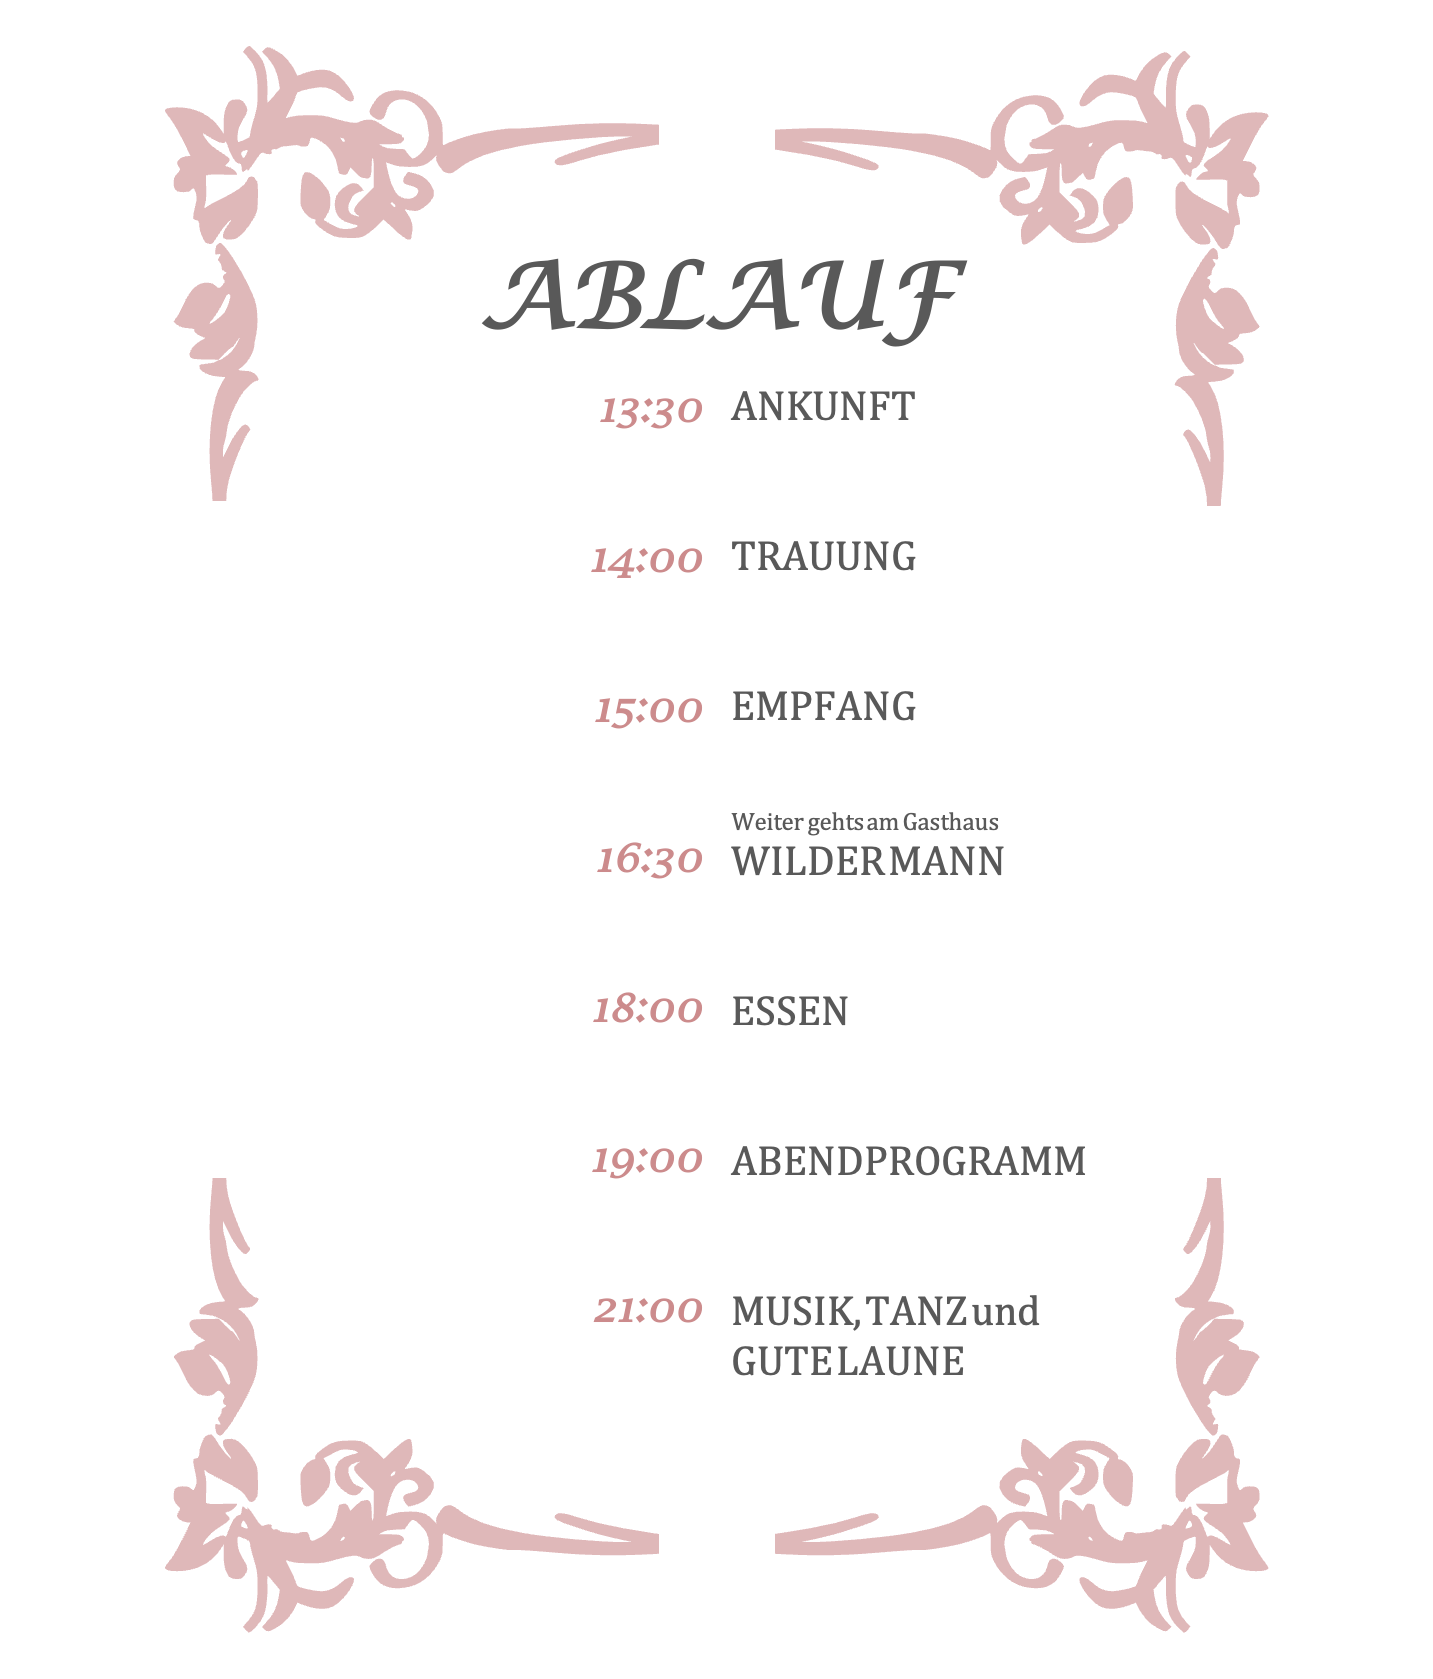 ABLAUF
13:30 ANKUNFT
14:00 TRAUUNG
15:00 EMPFANG
Weiter gehts am Gasthaus
16:30 WILDERMANN
18:00 ESSEN
19:00 ABENDPROGRAMM
21:00 MUSIK, TANZ und
GUTE LAUNE